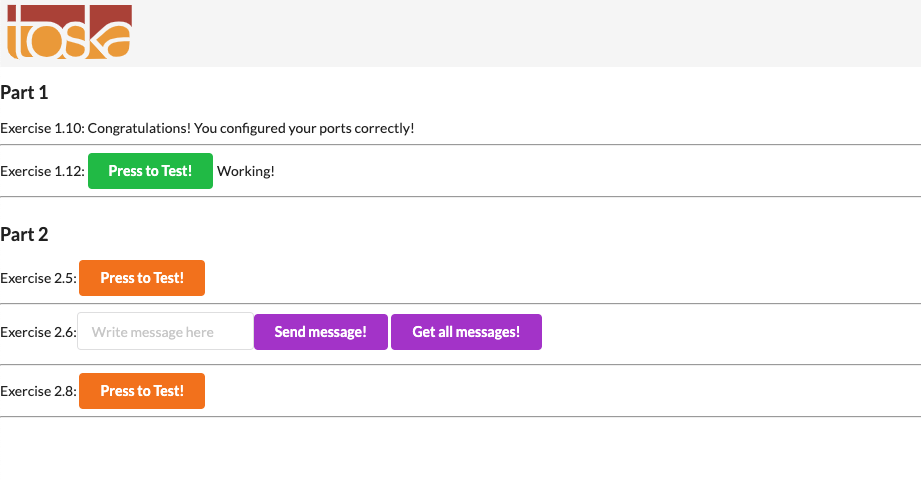 toska
Part 1
Exercise 1.10: Congratulations! You configured your ports correctly!
Exercise 1.12: Press to Test! Working!
Part 2
Exercise 2.5: Press to Test!
Exercise 2.6: Write message here Send message! Get all messages!
Exercise 2.8: Press to Test!